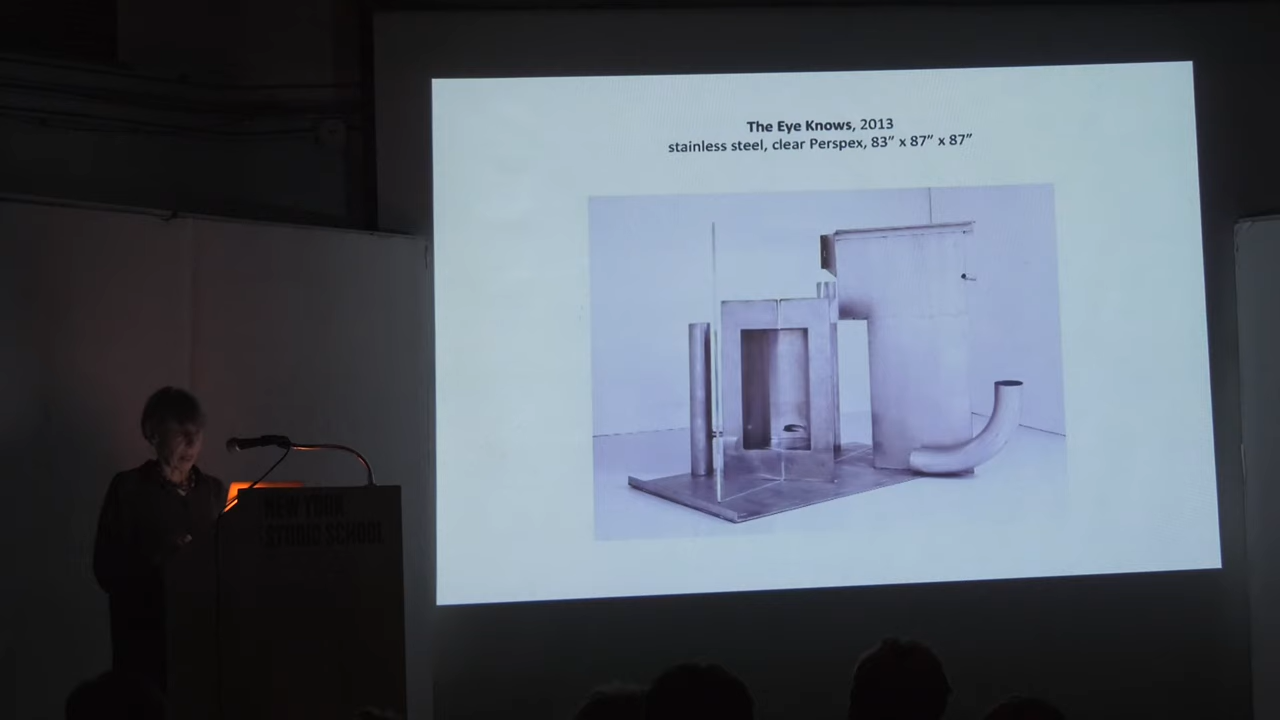 The Eye Knows, 2013
stainless steel, clear Perspex, 83” x 87” x 87”
NEW YORK
STUDIO SCHOOL